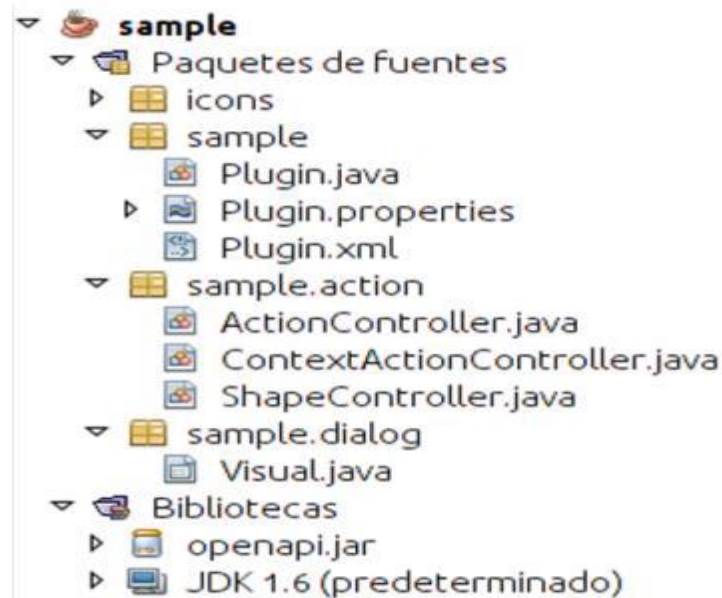 sample
Paquetes de fuentes
icons
sample
Plugin.java
Plugin.properties
Plugin.xml
sample.action
ActionController.java
ContextActionController.java
ShapeController.java
sample.dialog
Visual.java
Bibliotecas
openapi.jar
JDK 1.6 (predeterminado)